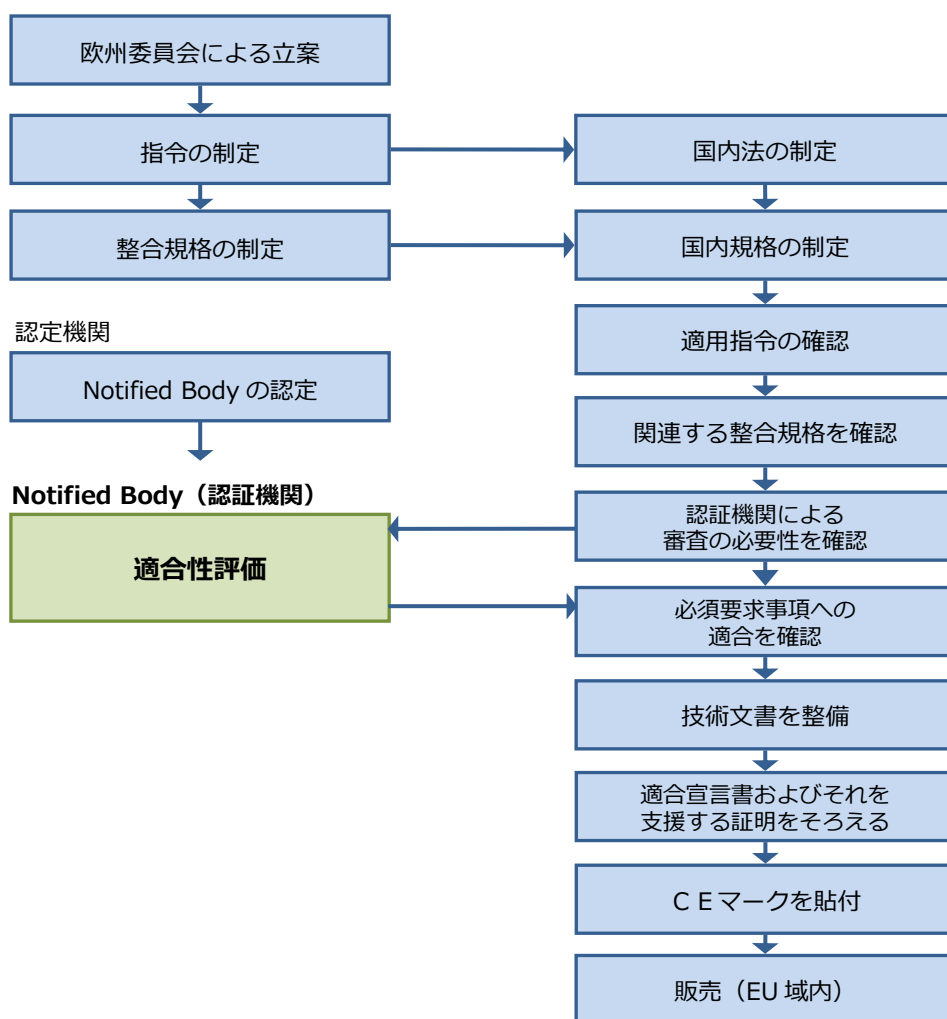 欧州委員会による立案
指令の制定
国内法の制定
整合規格の制定
国内規格の制定
認定機関
適用指令の確認
Notified Body の認定
関連する整合規格を確認
Notified Body（認証機関）
認証機関による
審査の必要性を確認
適合性評価
必須要求事項への
適合を確認
技術文書を整備
適合宣言書およびそれを
支援する証明をそろえる
ＣＥマークを貼付
販売（EU 域内）